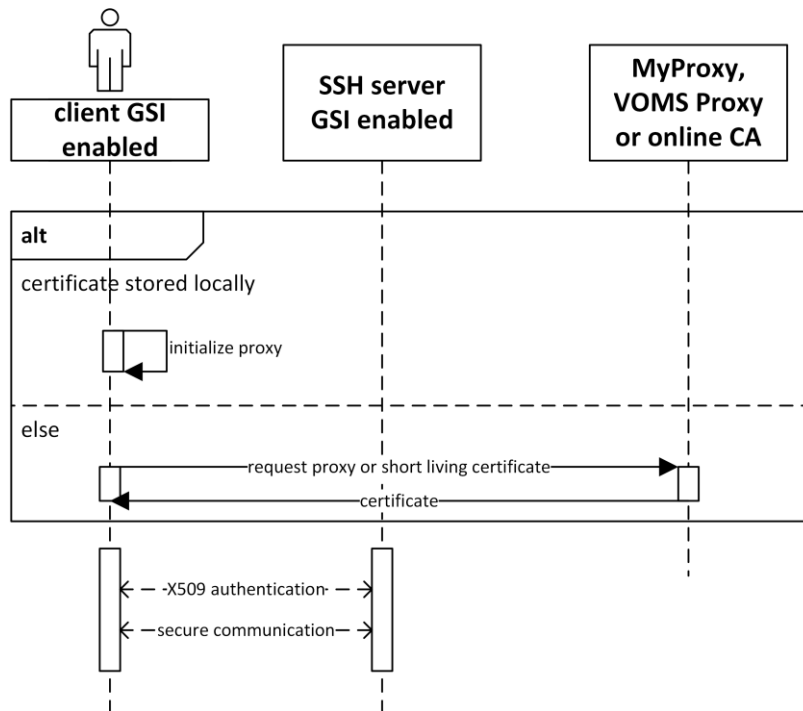 client GSI
enabled
SSH server
GSI enabled
MyProxy,
VOMS Proxy
or online CA
alt
certificate stored locally
initialize proxy
else
request proxy or short living certificate
certificate
X509 authentication
secure communication